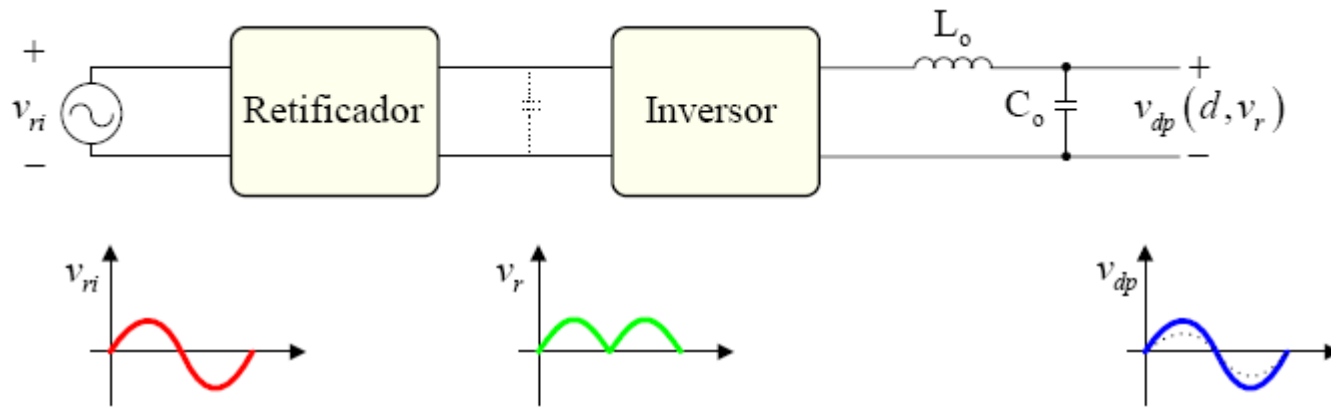 +
v_ri
−
Retificador
Inversor
L_o
C_o
+
v_dp (d, v_r)
−
v_ri
v_r
v_dp